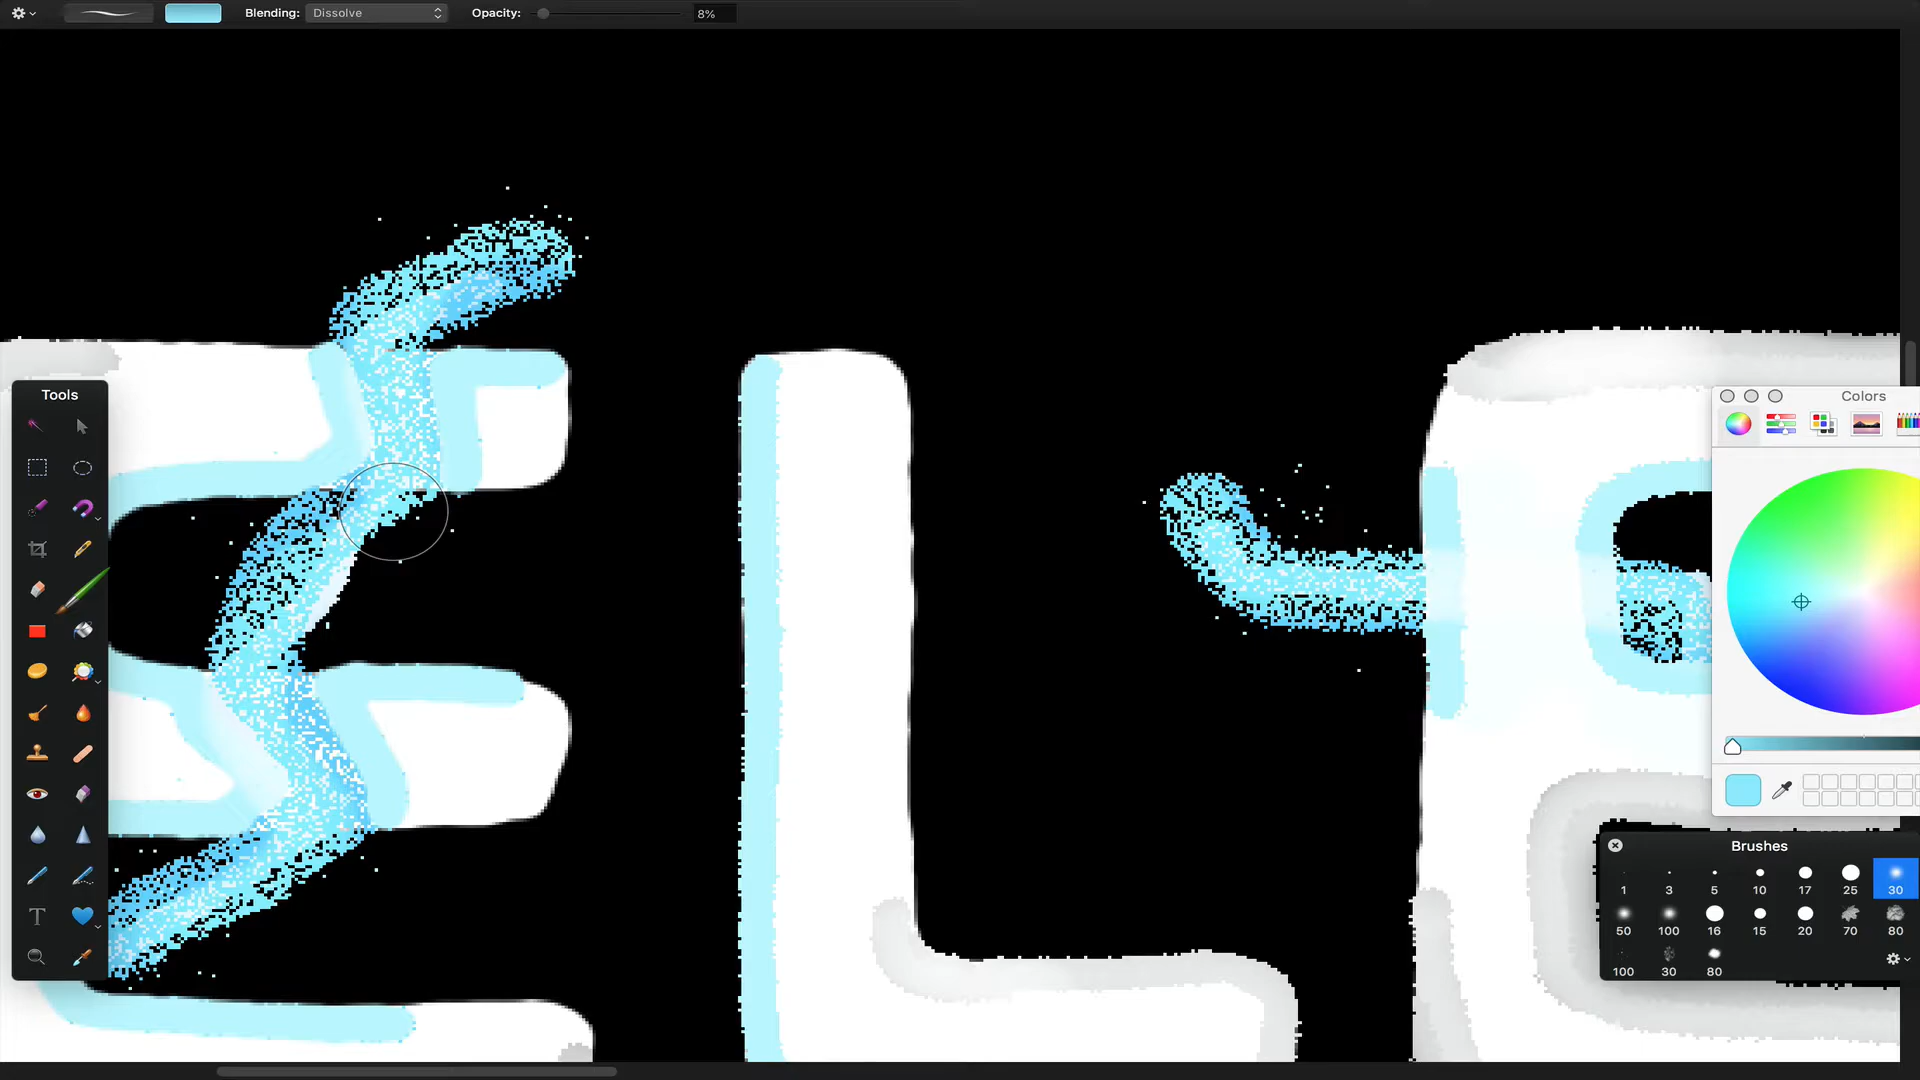 Blending: Dissolve Opacity: 8%
Tools
T
Colors
Brushes
1 3 5 10 17 25 30
50 100 16 15 20 70 80
100 30 80